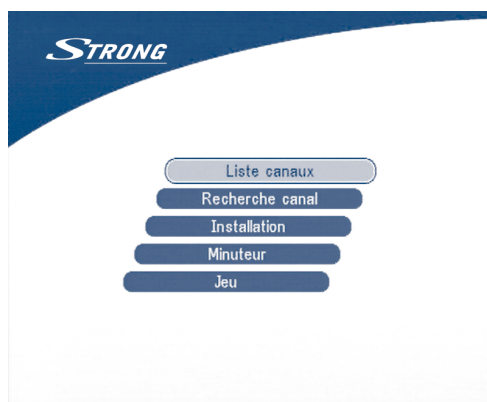 STRONG
Liste canaux
Recherche canal
Installation
Minuteur
Jeu